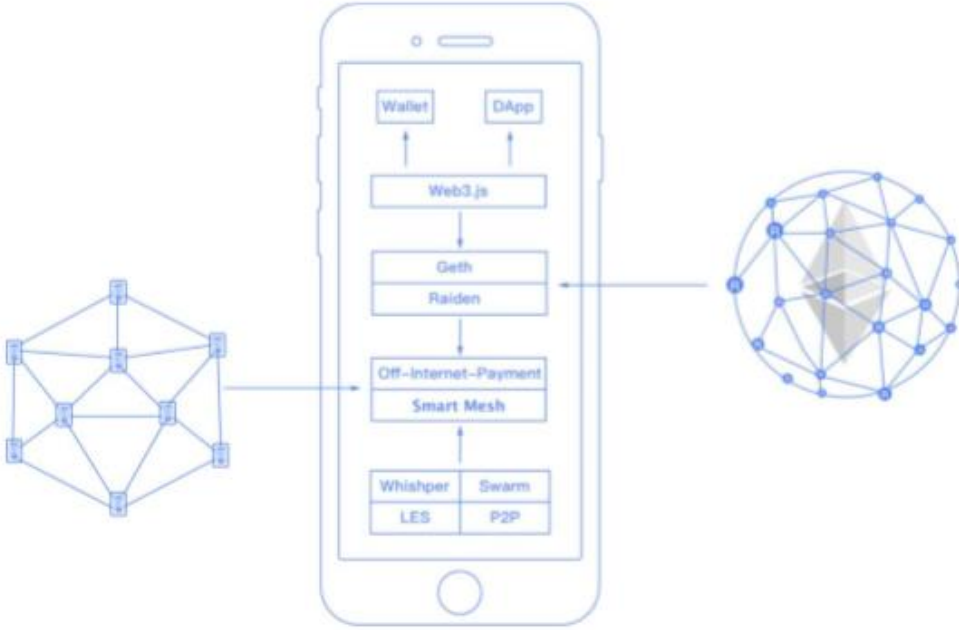 Wallet DApp
Web3.js
Geth
Raiden
Off-Internet-Payment
Smart Mesh
Whishper Swarm
LES P2P